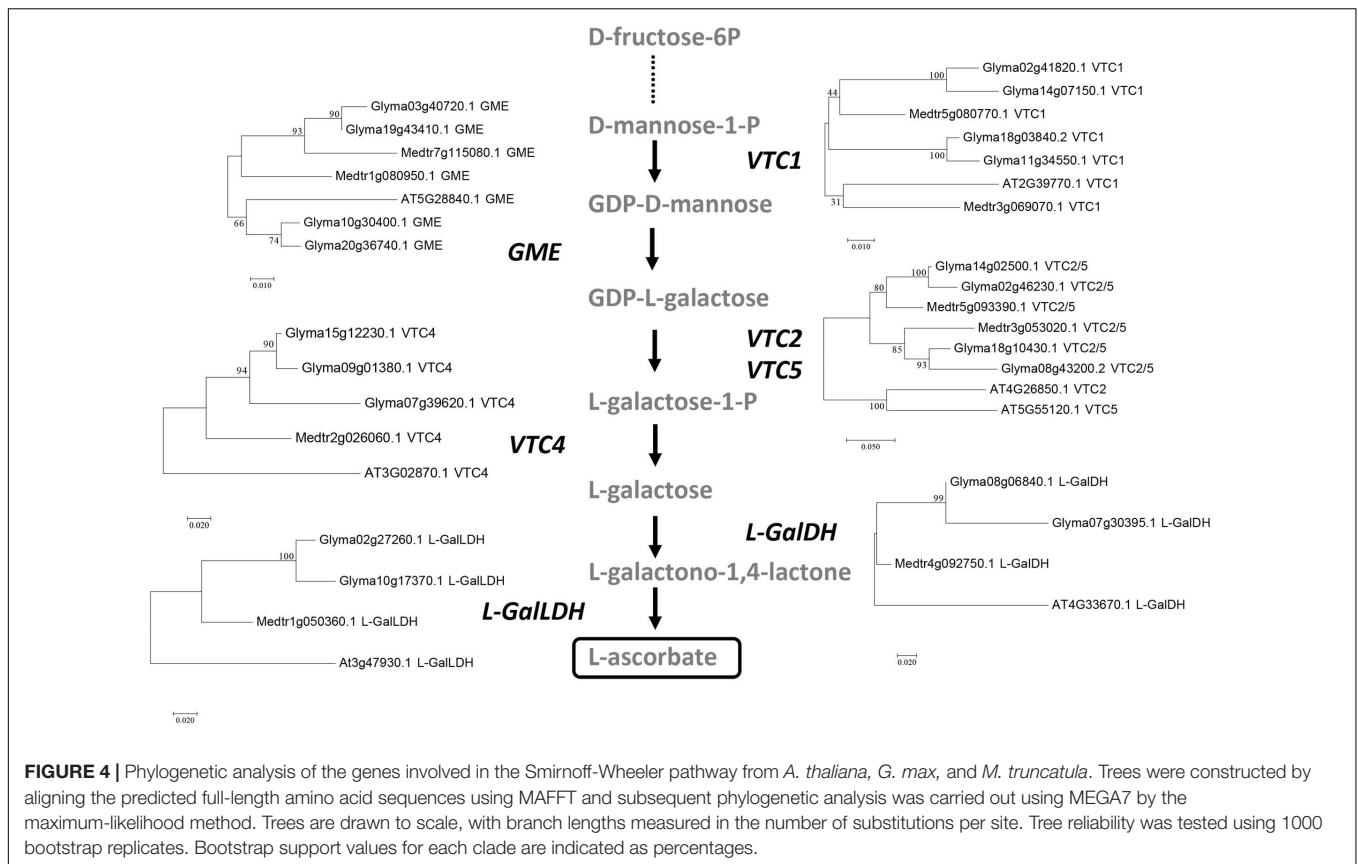 D-fructose-6P
D-mannose-1-P
GDP-D-mannose
GDP-L-galactose
L-galactose-1-P
L-galactose
L-galactono-1,4-lactone
L-ascorbate
VTC1
GME
VTC2
VTC5
VTC4
L-GalDH
L-GalLDH
Glyma03g40720.1 GME
90
Glyma19g43410.1 GME
93
Medtr7g115080.1 GME
Medtr1g080950.1 GME
AT5G28840.1 GME
66
Glyma10g30400.1 GME
74
Glyma20g36740.1 GME
0.010
Glyma15g12230.1 VTC4
90
Glyma09g01380.1 VTC4
94
Glyma07g39620.1 VTC4
Medtr2g026060.1 VTC4
AT3G02870.1 VTC4
0.020
Glyma02g27260.1 L-GalLDH
100
Glyma10g17370.1 L-GalLDH
Medtr1g050360.1 L-GalLDH
At3g47930.1 L-GalLDH
0.020
Glyma02g41820.1 VTC1
100
Glyma14g07150.1 VTC1
44
Medtr5g080770.1 VTC1
Glyma18g03840.2 VTC1
100
Glyma11g34550.1 VTC1
AT2G39770.1 VTC1
31
Medtr3g069070.1 VTC1
0.010
Glyma14g02500.1 VTC2/5
100
Glyma02g46230.1 VTC2/5
80
Medtr5g093390.1 VTC2/5
Medtr3g053020.1 VTC2/5
85
Glyma18g10430.1 VTC2/5
93
Glyma08g43200.2 VTC2/5
AT4G26850.1 VTC2
100
AT5G55120.1 VTC5
0.050
Glyma08g06840.1 L-GalDH
99
Glyma07g30395.1 L-GalDH
Medtr4g092750.1 L-GalDH
AT4G33670.1 L-GalDH
0.020
FIGURE 4 | Phylogenetic analysis of the genes involved in the Smirnoff-Wheeler pathway from A. thaliana, G. max, and M. truncatula. Trees were constructed by
aligning the predicted full-length amino acid sequences using MAFFT and subsequent phylogenetic analysis was carried out using MEGA7 by the
maximum-likelihood method. Trees are drawn to scale, with branch lengths measured in the number of substitutions per site. Tree reliability was tested using 1000
bootstrap replicates. Bootstrap support values for each clade are indicated as percentages.